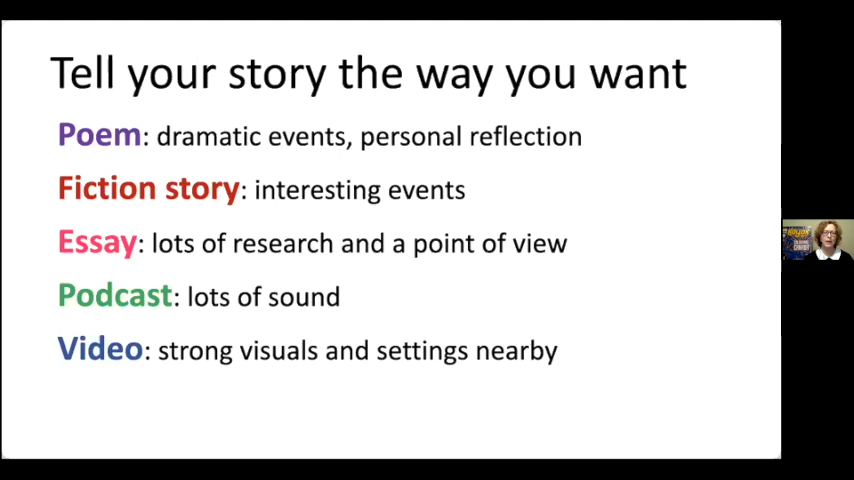 Tell your story the way you want
Poem: dramatic events, personal reflection
Fiction story: interesting events
Essay: lots of research and a point of view
Podcast: lots of sound
Video: strong visuals and settings nearby